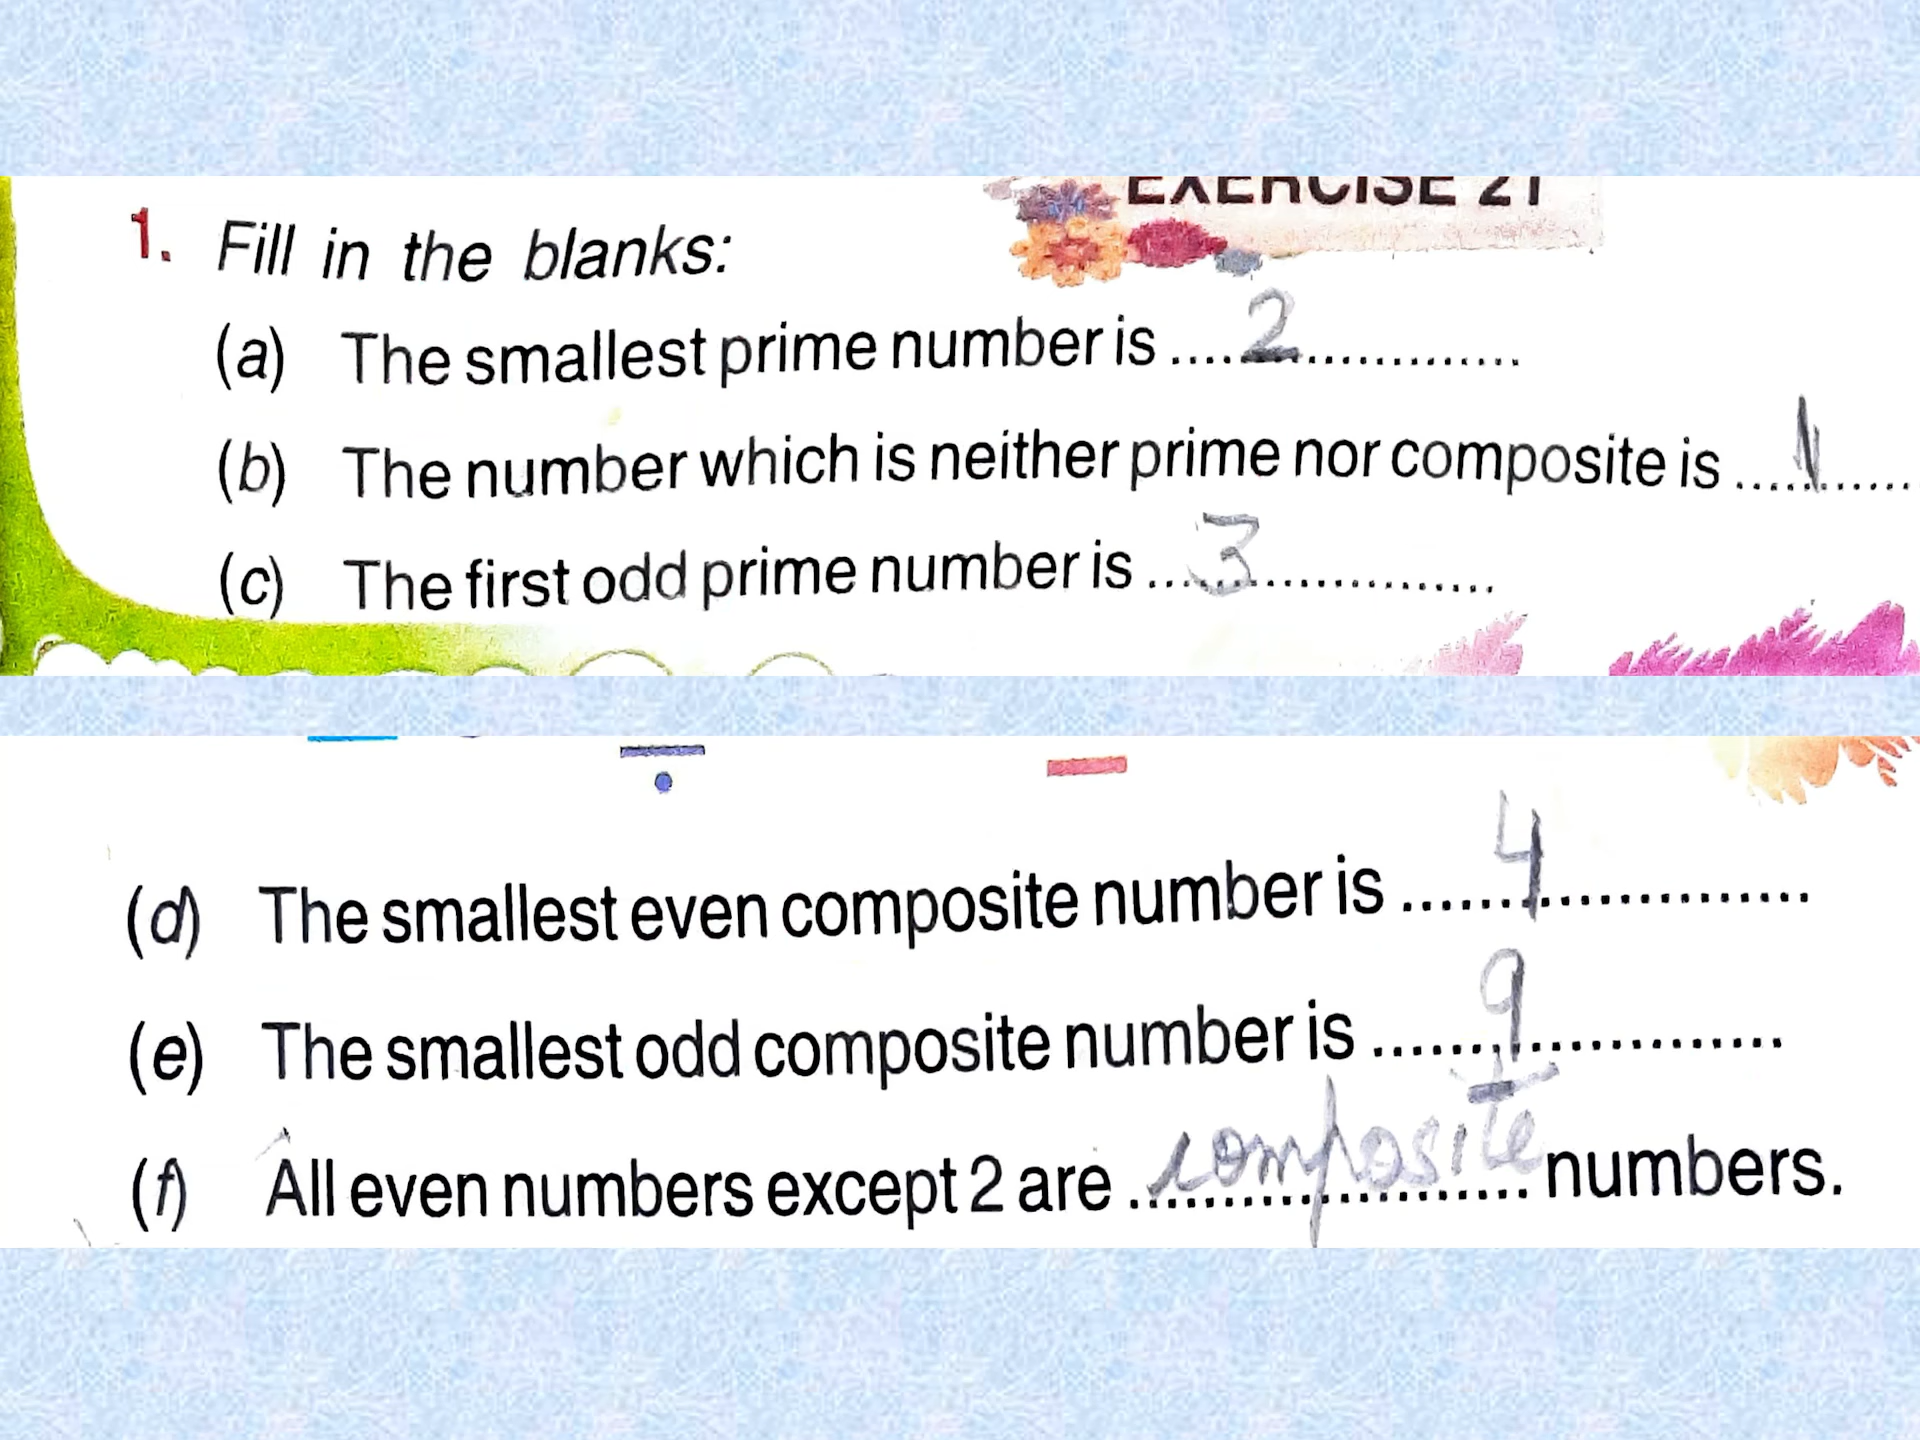 EXERCISE 21
1. Fill in the blanks:
(a) The smallest prime number is ....2..............
(b) The number which is neither prime nor composite is .....1.......
(c) The first odd prime number is ....3..................
(d) The smallest even composite number is .......4................
(e) The smallest odd composite number is .......9................
(f) All even numbers except 2 are ....composite.... numbers.